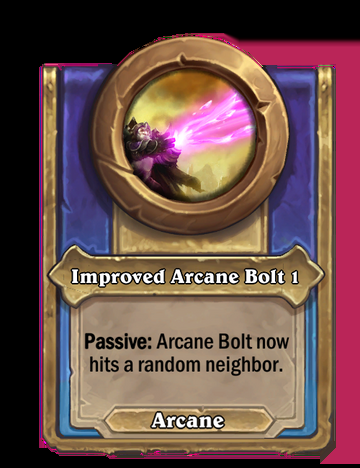 Improved Arcane Bolt 1
Passive: Arcane Bolt now
hits a random neighbor.
Arcane